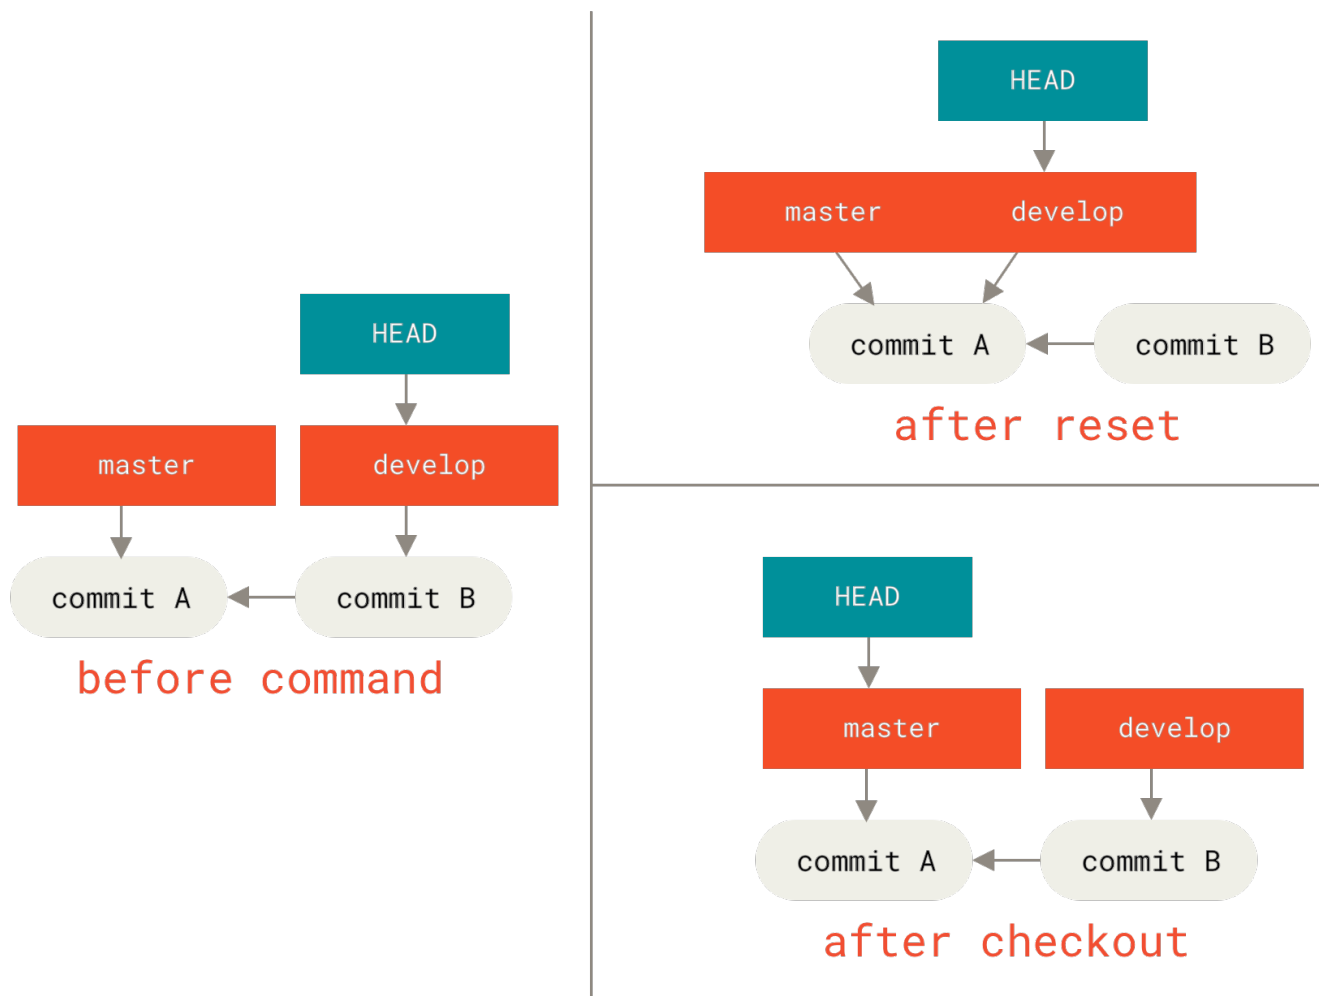 HEAD
master develop
commit A commit B
before command
HEAD
master develop
commit A commit B
after reset
HEAD
master develop
commit A commit B
after checkout